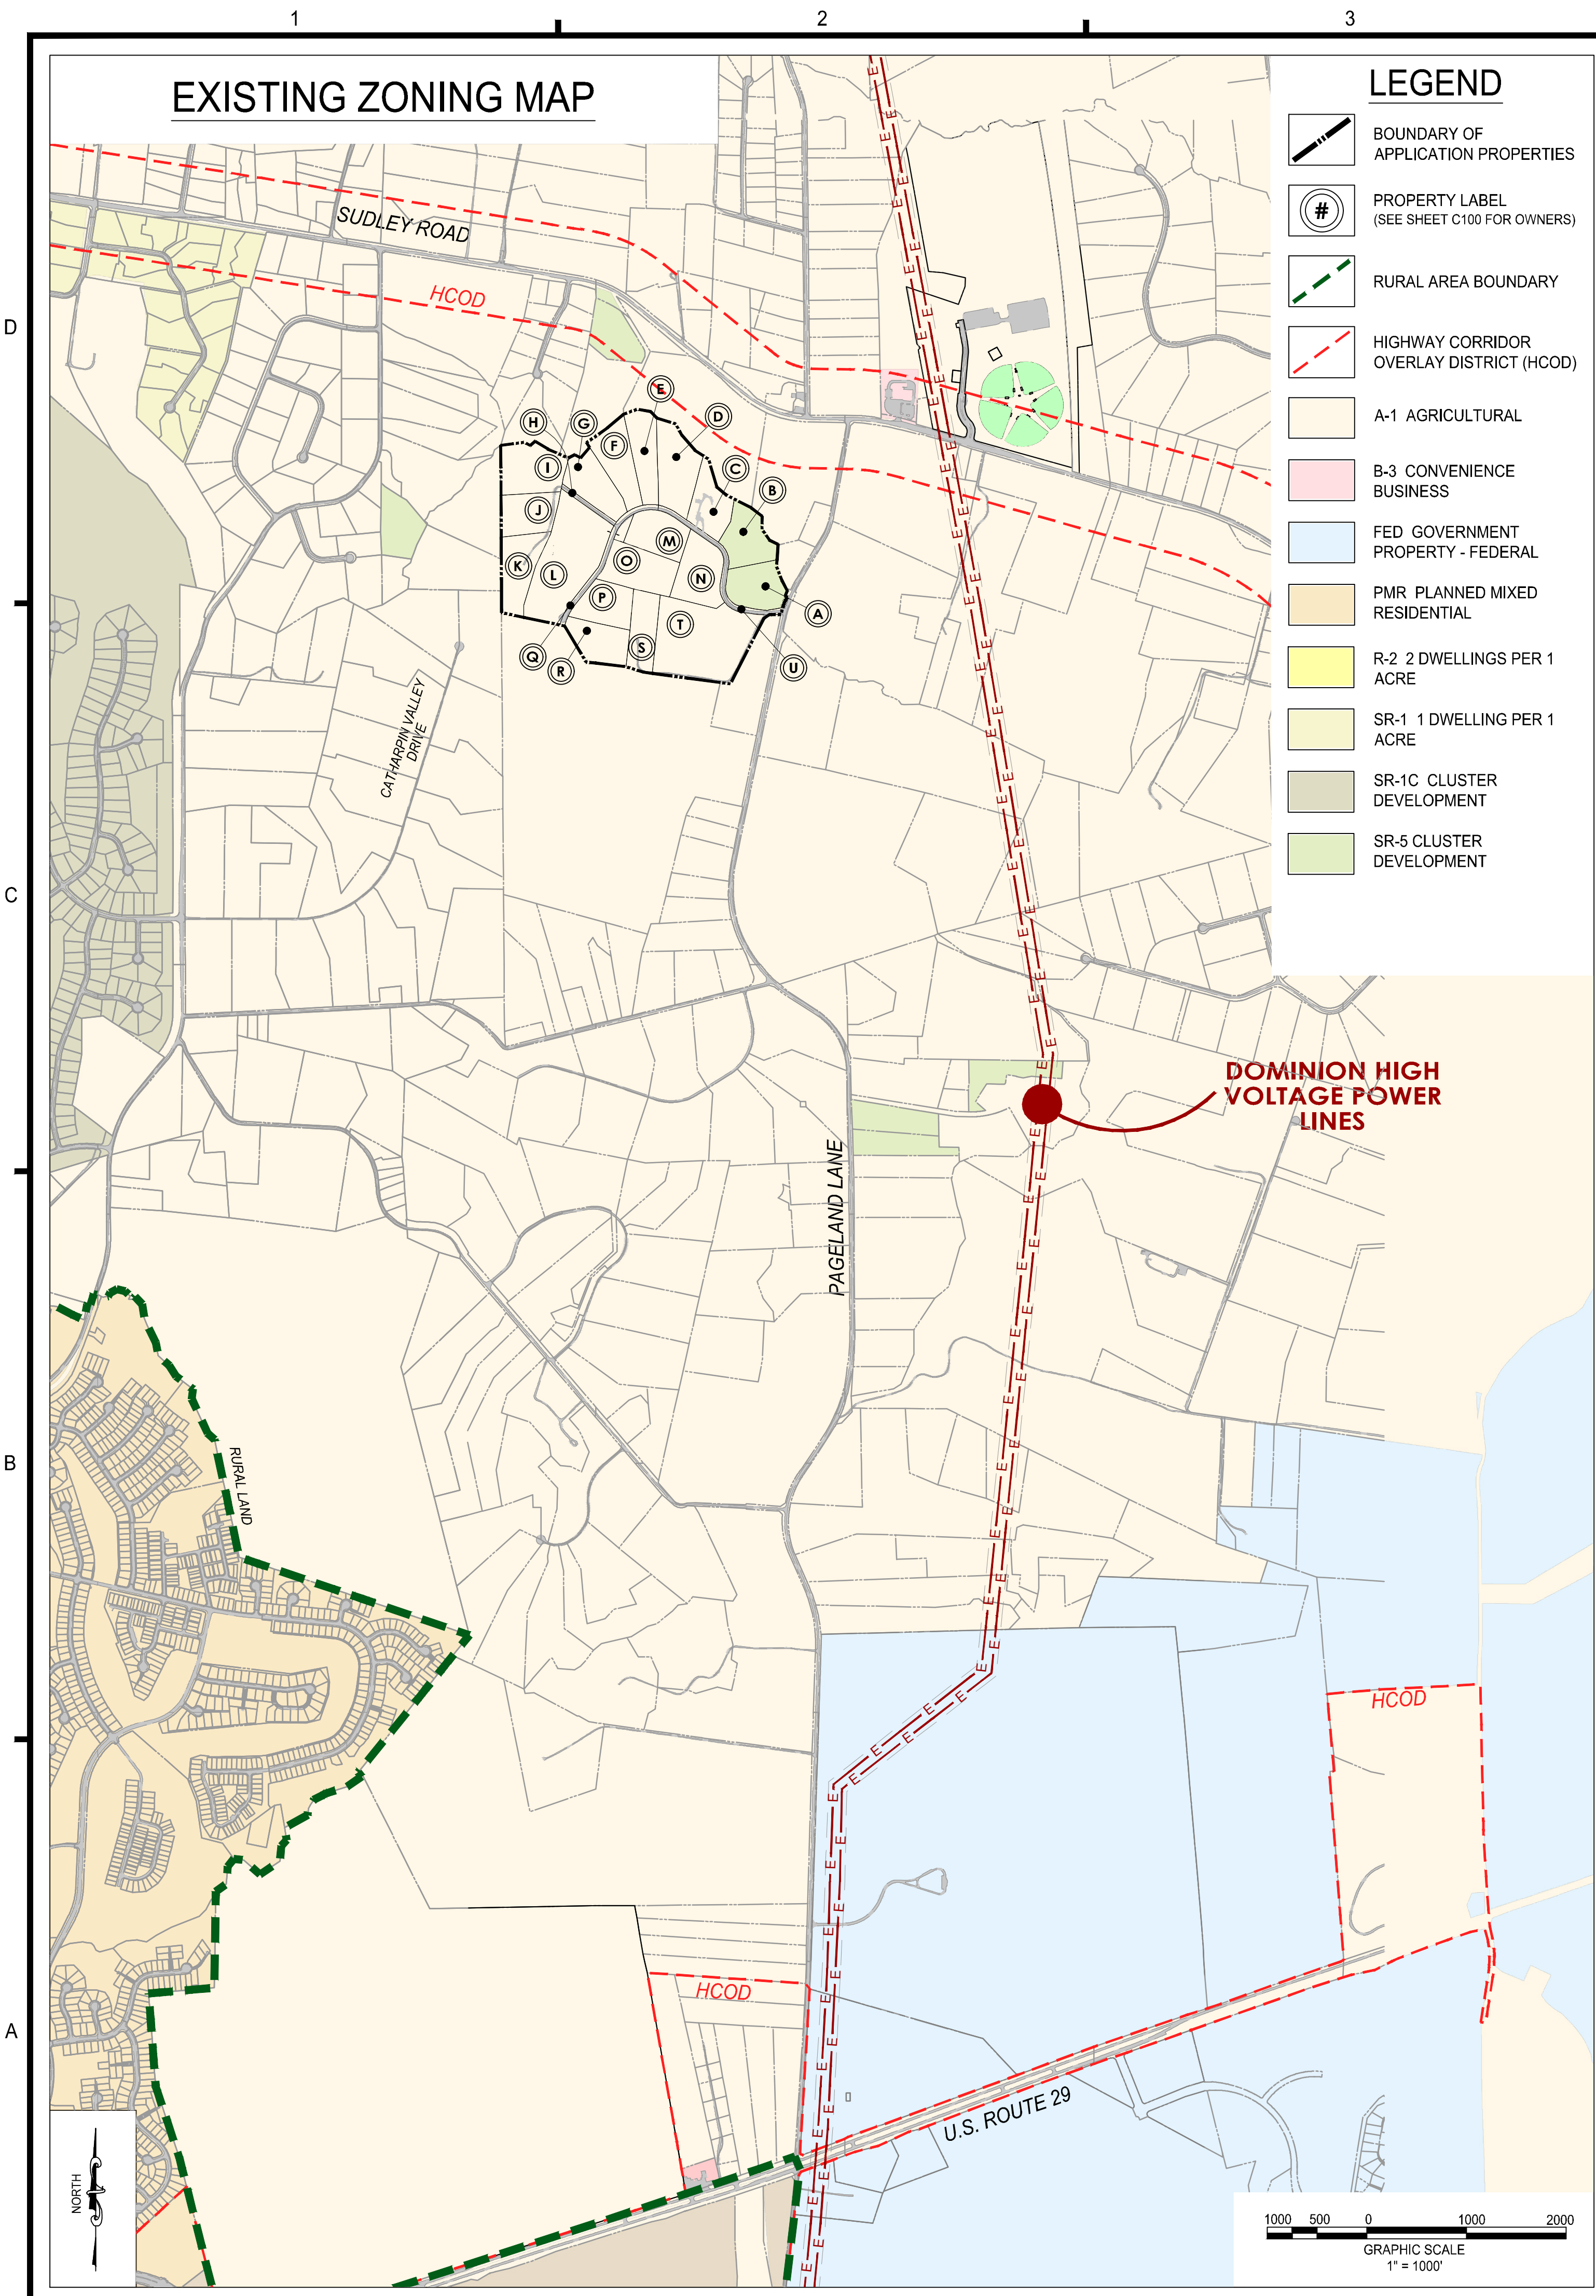 1
2
3
EXISTING ZONING MAP
LEGEND
BOUNDARY OF
APPLICATION PROPERTIES
#
PROPERTY LABEL
(SEE SHEET C100 FOR OWNERS)
RURAL AREA BOUNDARY
HIGHWAY CORRIDOR
OVERLAY DISTRICT (HCOD)
A-1 AGRICULTURAL
B-3 CONVENIENCE
BUSINESS
FED GOVERNMENT
PROPERTY - FEDERAL
PMR PLANNED MIXED
RESIDENTIAL
R-2 2 DWELLINGS PER 1
ACRE
SR-1 1 DWELLING PER 1
ACRE
SR-1C CLUSTER
DEVELOPMENT
SR-5 CLUSTER
DEVELOPMENT
D
C
B
A
SUDLEY ROAD
HCOD
E
D
H
G
F
I
C
B
J
M
O
K
L
N
P
A
T
S
Q
R
U
CATHARPIN VALLEY
DRIVE
DOMINION HIGH
VOLTAGE POWER
LINES
PAGELAND LANE
RURAL LAND
HCOD
HCOD
U.S. ROUTE 29
NORTH
1000 500 0 1000 2000
GRAPHIC SCALE
1" = 1000'
E E E E E E E E E E E E E E E E E E E E